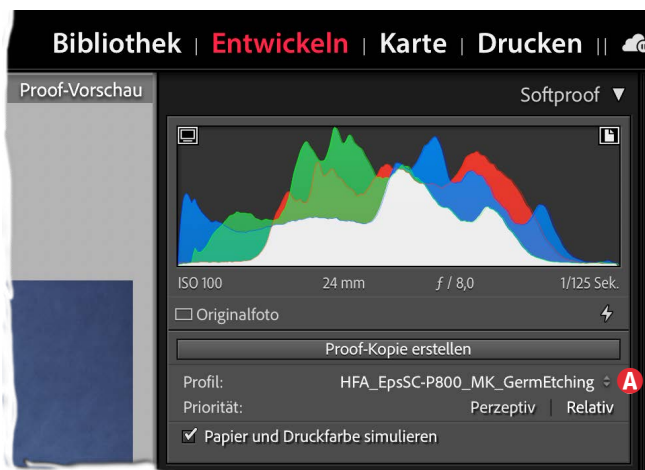 Bibliothek | Entwickeln | Karte | Drucken ||
Proof-Vorschau
Softproof ▼
ISO 100 24 mm ƒ / 8,0 1/125 Sek.
Originalfoto
Proof-Kopie erstellen
Profil: HFA_EpsSC-P800_MK_GermEtching A
Priorität: Perzeptiv | Relativ
Papier und Druckfarbe simulieren